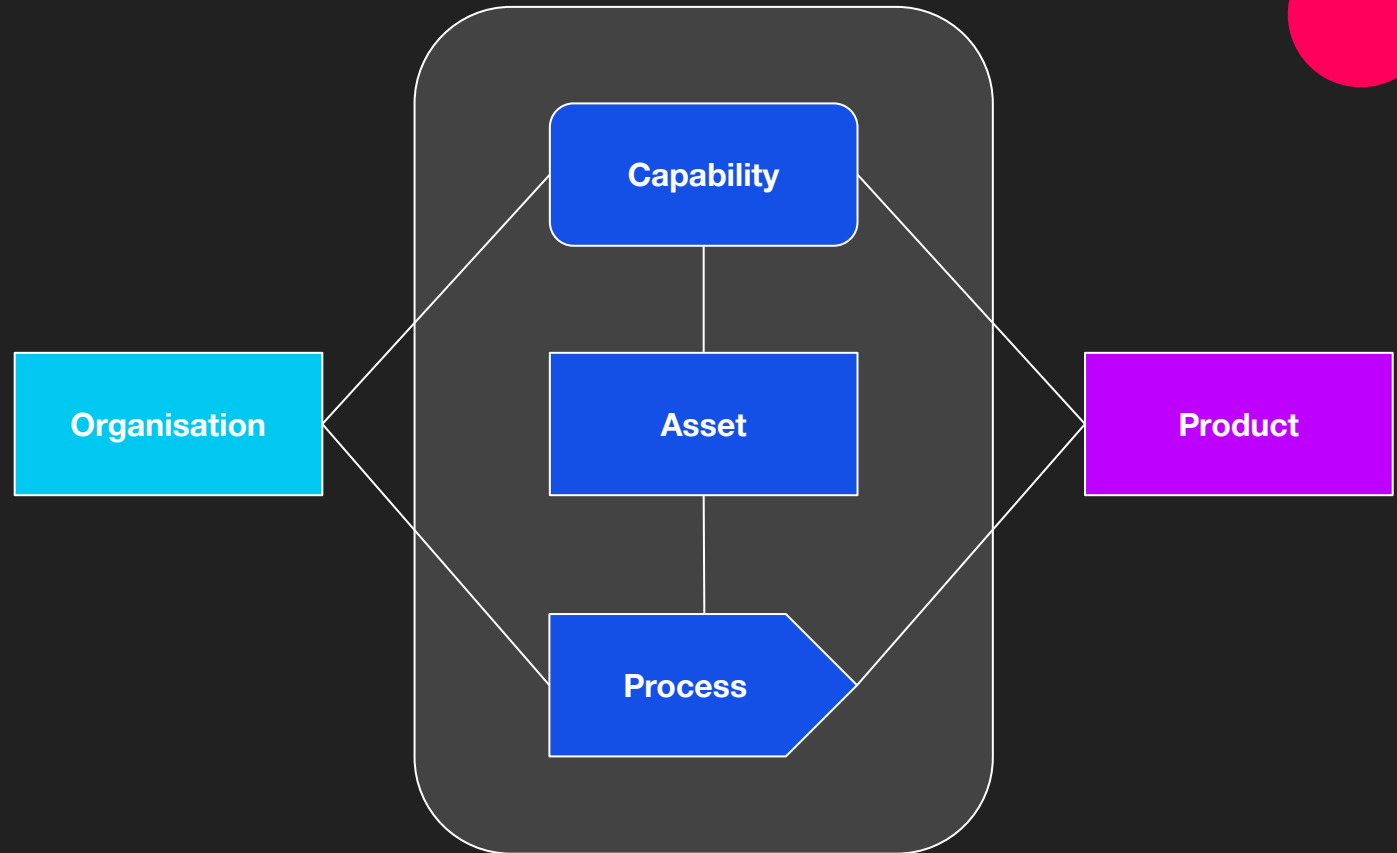 Capability
Organisation
Asset
Product
Process